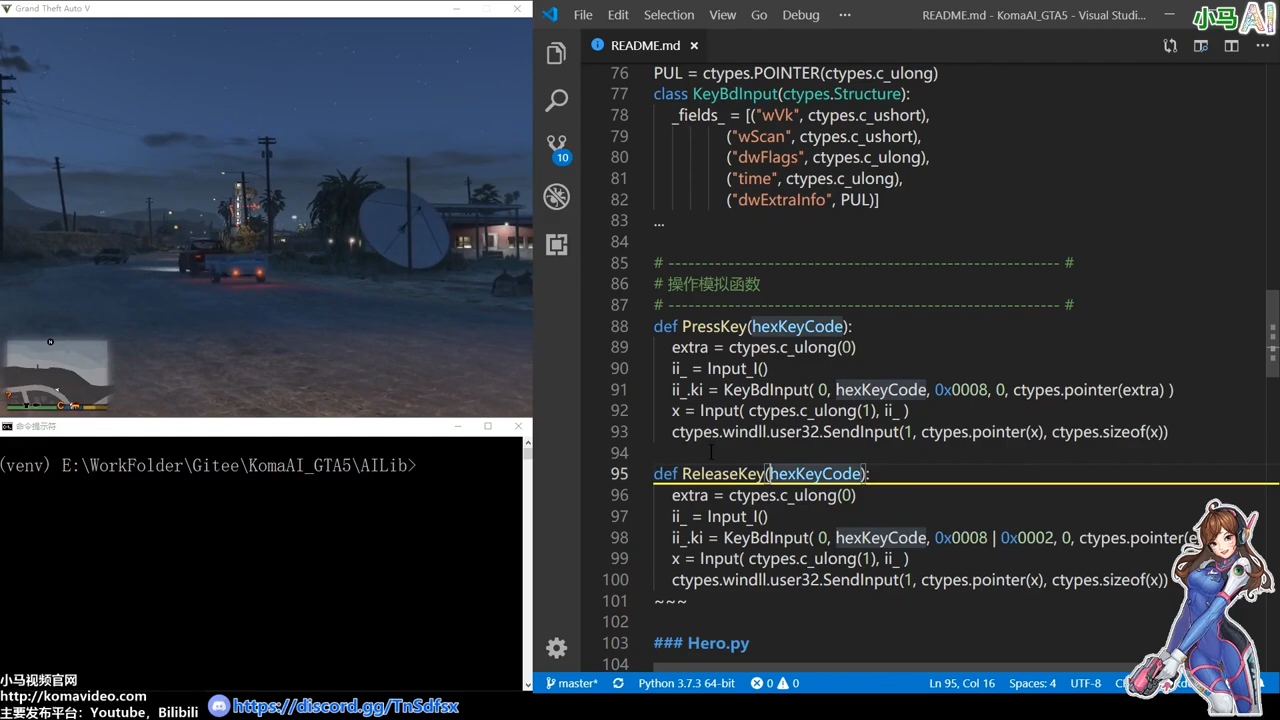 Grand Theft Auto V
N
命令提示符
(venv) E:\WorkFolder\Gitee\KomaAI_GTA5\AILib>
小马视频官网
http://komavideo.com
主要发布平台：Youtube，Bilibili
https://discord.gg/TnSdfsx
File Edit Selection View Go Debug ···
README.md - KomaAI_GTA5 - Visual Studi...
小马AI
README.md
10
76 PUL = ctypes.POINTER(ctypes.c_ulong)
77 class KeyBdInput(ctypes.Structure):
78 _fields_ = [("wVk", ctypes.c_ushort),
79 ("wScan", ctypes.c_ushort),
80 ("dwFlags", ctypes.c_ulong),
81 ("time", ctypes.c_ulong),
82 ("dwExtraInfo", PUL)]
83 ...
84
85 # ------------------------------------------------------- #
86 # 操作模拟函数
87 # ------------------------------------------------------- #
88 def PressKey(hexKeyCode):
89 extra = ctypes.c_ulong(0)
90 ii_ = Input_I()
91 ii_.ki = KeyBdInput( 0, hexKeyCode, 0x0008, 0, ctypes.pointer(extra) )
92 x = Input( ctypes.c_ulong(1), ii_ )
93 ctypes.windll.user32.SendInput(1, ctypes.pointer(x), ctypes.sizeof(x))
94
95 def ReleaseKey(hexKeyCode):
96 extra = ctypes.c_ulong(0)
97 ii_ = Input_I()
98 ii_.ki = KeyBdInput( 0, hexKeyCode, 0x0008 | 0x0002, 0, ctypes.pointer(e
99 x = Input( ctypes.c_ulong(1), ii_ )
100 ctypes.windll.user32.SendInput(1, ctypes.pointer(x), ctypes.sizeof(x))
101 ~~~
102
103 ### Hero.py
104
master* Python 3.7.3 64-bit 0 0 Ln 95, Col 16 Spaces: 4 UTF-8